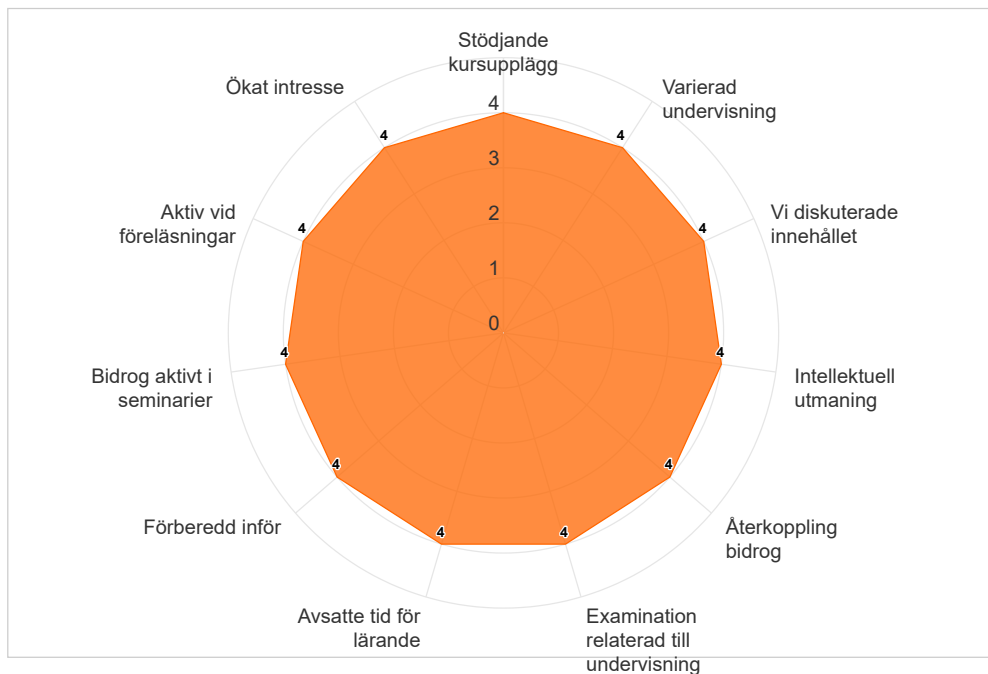 Stödjande
kursupplägg
Varierad
undervisning
Vi diskuterade
innehållet
Intellektuell
utmaning
Återkoppling
bidrog
Examination
relaterad till
undervisning
Avsatte tid för
lärande
Förberedd inför
Bidrog aktivt i
seminarier
Aktiv vid
föreläsningar
Ökat intresse
4
3
2
1
0
4
4
4
4
4
4
4
4
4
4